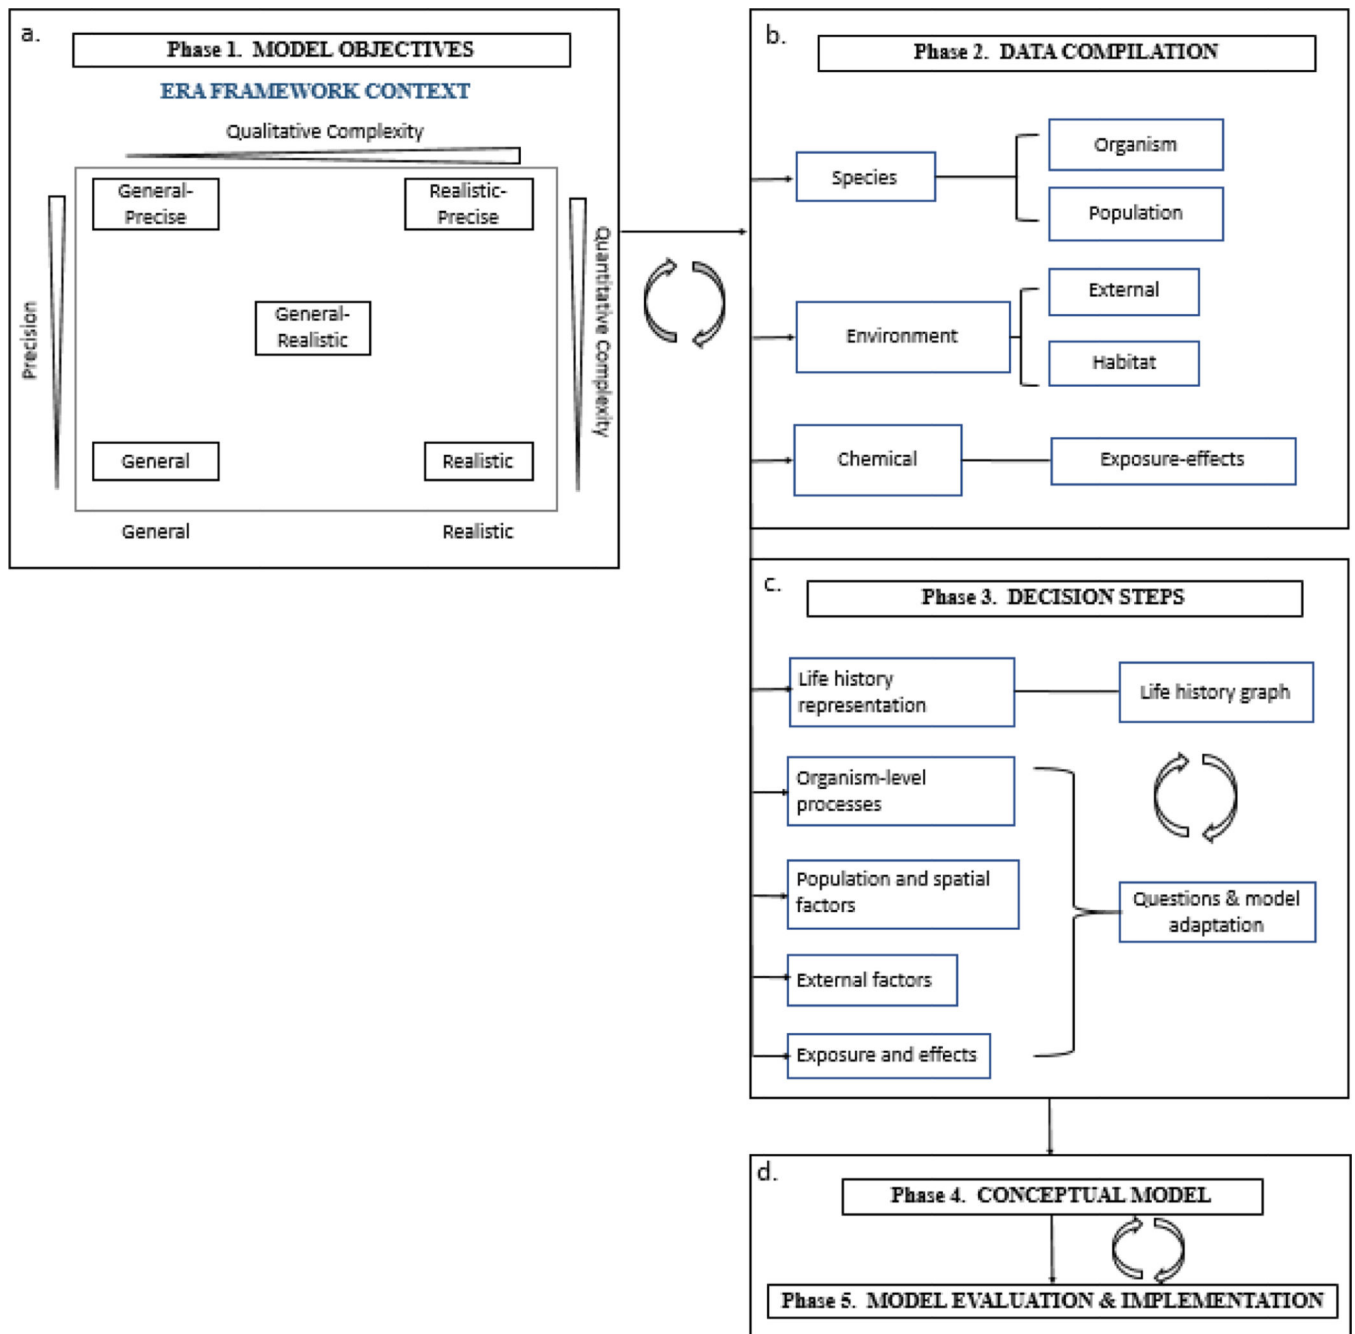 a.
Phase 1. MODEL OBJECTIVES
ERA FRAMEWORK CONTEXT
Qualitative Complexity
General-
Precise
Realistic-
Precise
Precision
General-
Realistic
Quantitative Complexity
General
Realistic
General
Realistic
b.
Phase 2. DATA COMPILATION
Species
Organism
Population
Environment
External
Habitat
Chemical
Exposure-effects
c.
Phase 3. DECISION STEPS
Life history
representation
Life history graph
Organism-level
processes
Population and spatial
factors
Questions & model
adaptation
External factors
Exposure and effects
d.
Phase 4. CONCEPTUAL MODEL
Phase 5. MODEL EVALUATION & IMPLEMENTATION